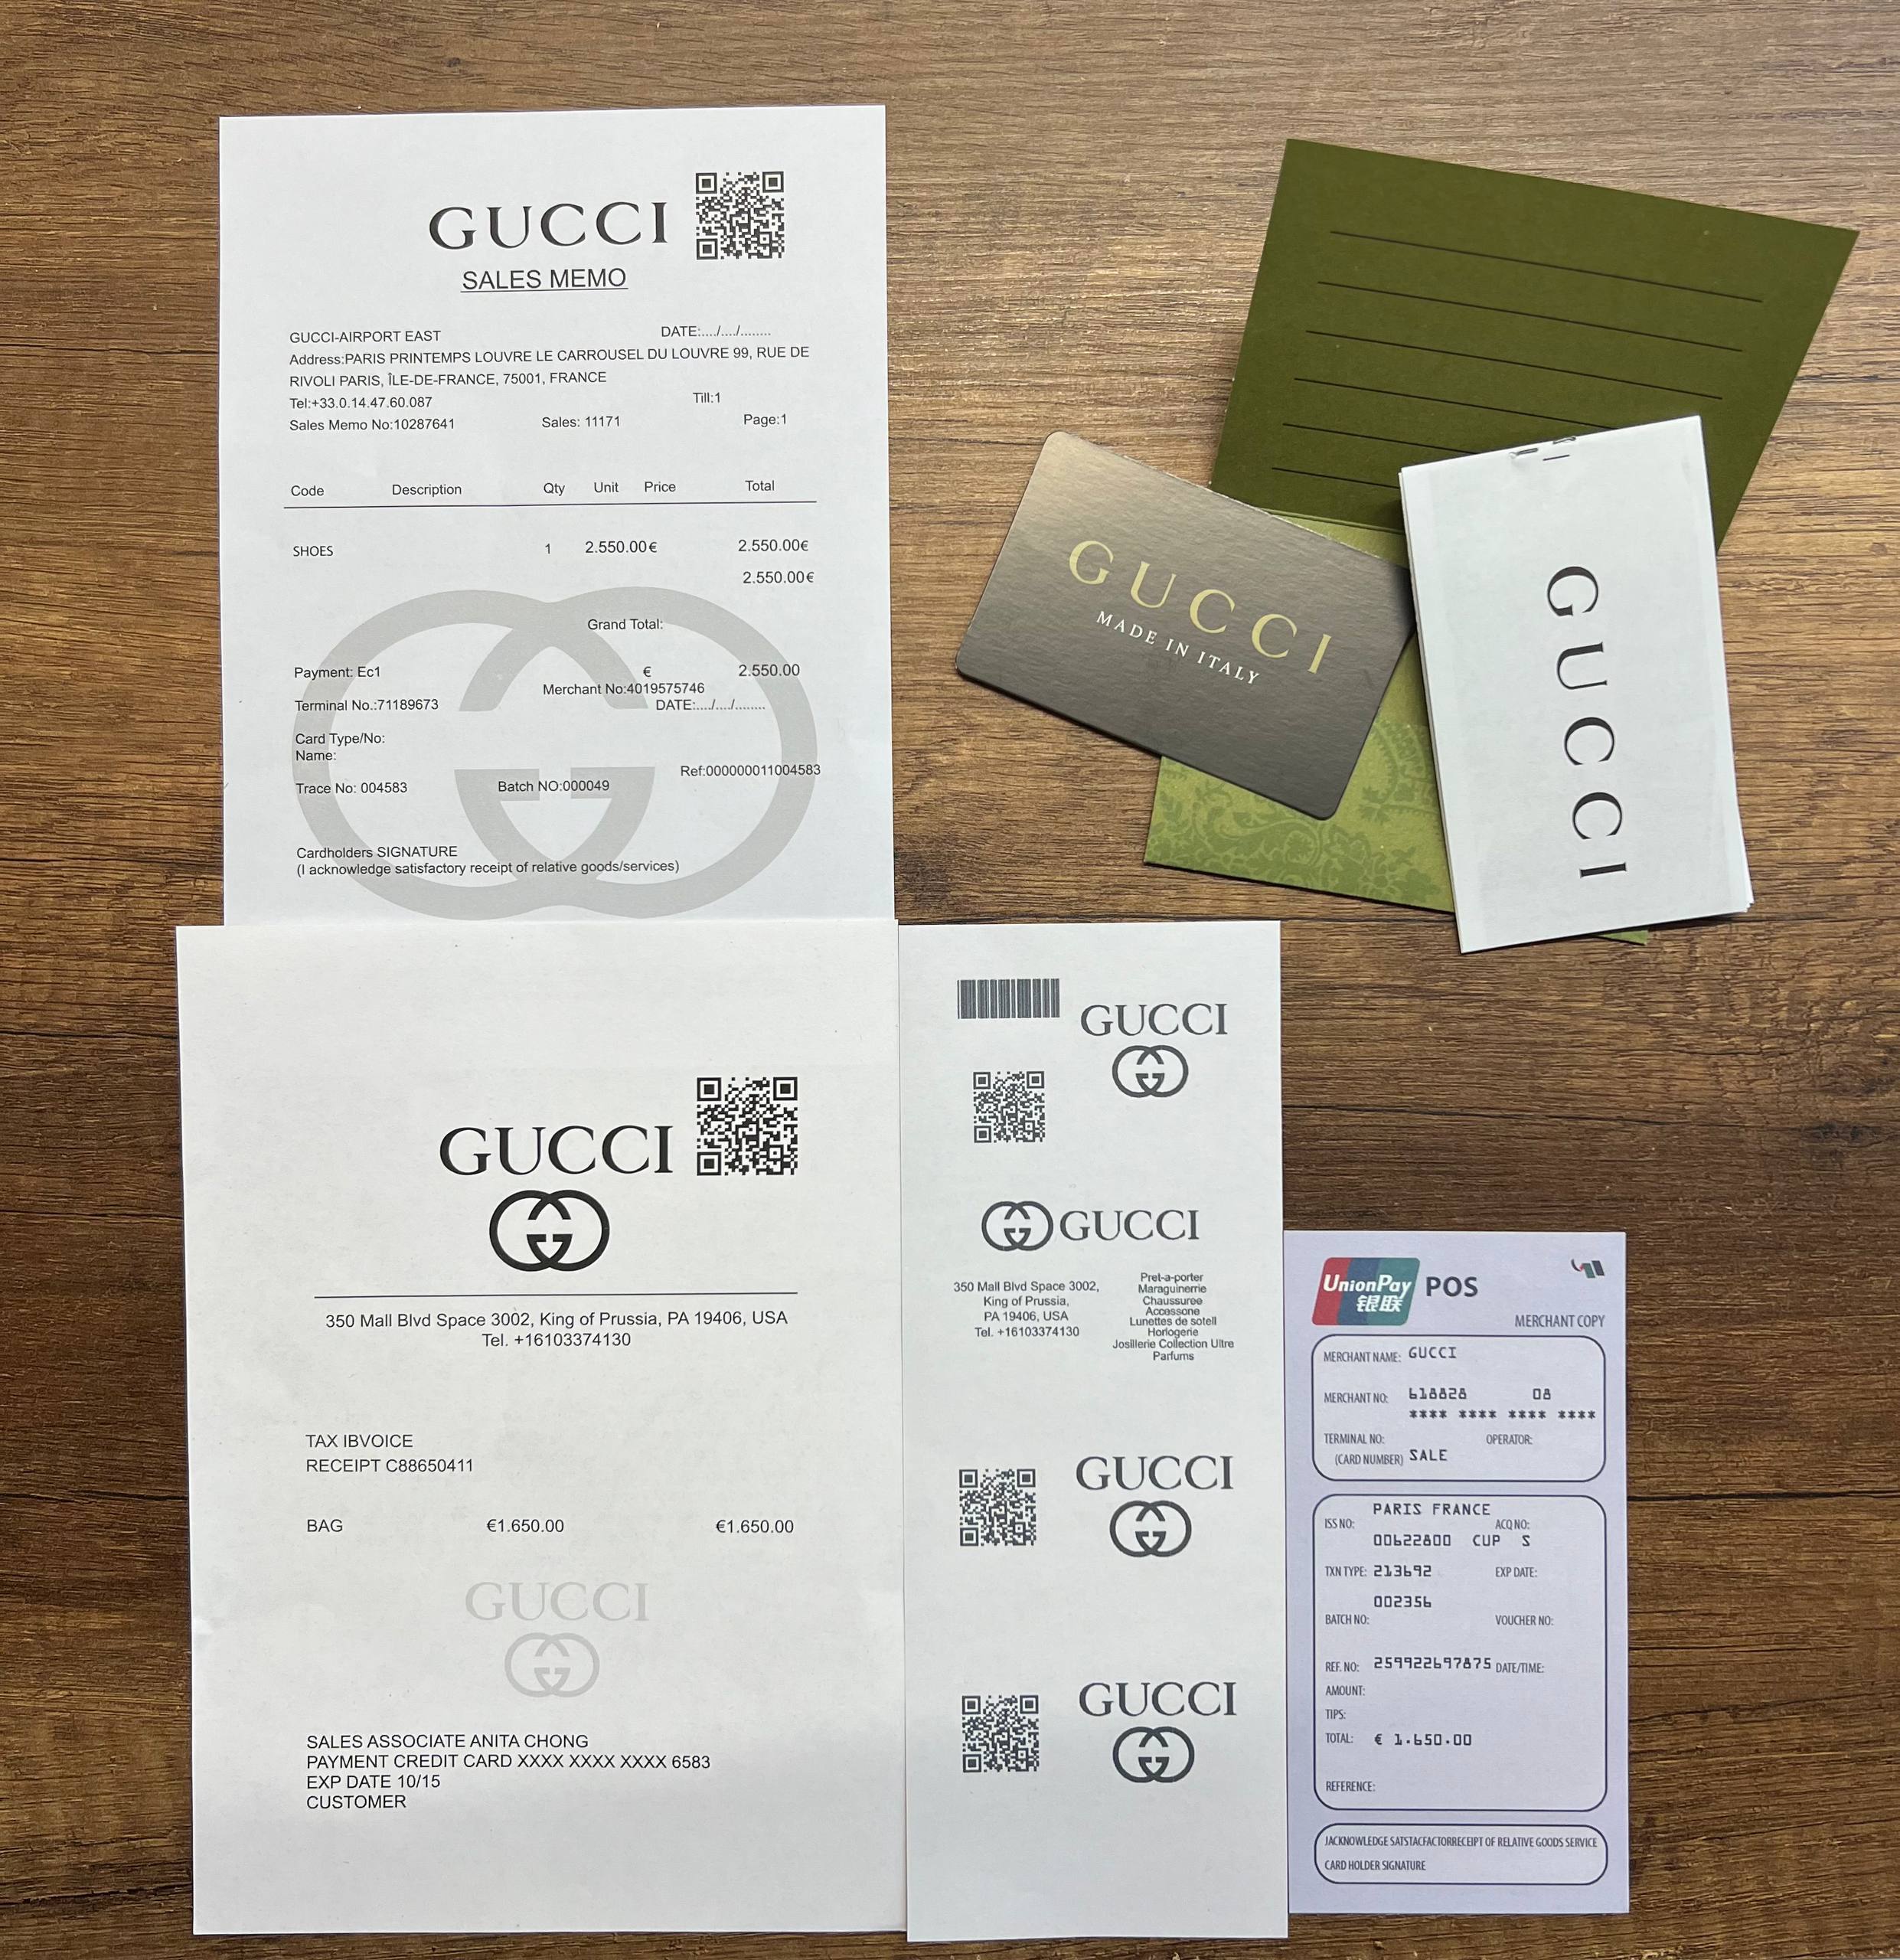 GUCCI
SALES MEMO
GUCCI-AIRPORT EAST DATE:..../..../........
Address:PARIS PRINTEMPS LOUVRE LE CARROUSEL DU LOUVRE 99, RUE DE
RIVOLI PARIS, ÎLE-DE-FRANCE, 75001, FRANCE
Tel:+33.0.14.47.60.087 Till:1
Sales Memo No:10287641 Sales: 11171 Page:1
Code Description Qty Unit Price Total
SHOES 1 2.550.00€ 2.550.00€
2.550.00€
Grand Total:
Payment: Ec1 € 2.550.00
Merchant No:4019575746
Terminal No.:71189673 DATE:..../..../........
Card Type/No:
Name:
Ref:000000011004583
Trace No: 004583 Batch NO:000049
Cardholders SIGNATURE
(I acknowledge satisfactory receipt of relative goods/services)
GUCCI
MADE IN ITALY
GUCCI
GUCCI
350 Mall Blvd Space 3002, King of Prussia, PA 19406, USA
Tel. +16103374130
TAX IBVOICE
RECEIPT C88650411
BAG €1.650.00 €1.650.00
GUCCI
SALES ASSOCIATE ANITA CHONG
PAYMENT CREDIT CARD XXXX XXXX XXXX 6583
EXP DATE 10/15
CUSTOMER
GUCCI
GUCCI
350 Mall Blvd Space 3002,
King of Prussia,
PA 19406, USA
Tel. +16103374130
Pret-a-porter
Maraguinerrie
Chaussuree
Accessone
Lunettes de soteil
Horlogerie
Josillerie Collection Ultre
Parfums
GUCCI
GUCCI
UnionPay POS
银联
MERCHANT COPY
MERCHANT NAME: GUCCI
MERCHANT NO: 618828 08
**** **** **** ****
TERMINAL NO: OPERATOR:
(CARD NUMBER) SALE
PARIS FRANCE
ISS NO: ACQ NO:
00622800 CUP S
TXN TYPE: 213692 EXP DATE:
002356
BATCH NO: VOUCHER NO:
REF. NO: 259922697875 DATE/TIME:
AMOUNT:
TIPS:
TOTAL: € 1.650.00
REFERENCE:
JACKNOWLEDGE SATSTACFACTORRECEIPT OF RELATIVE GOODS SERVICE
CARD HOLDER SIGNATURE